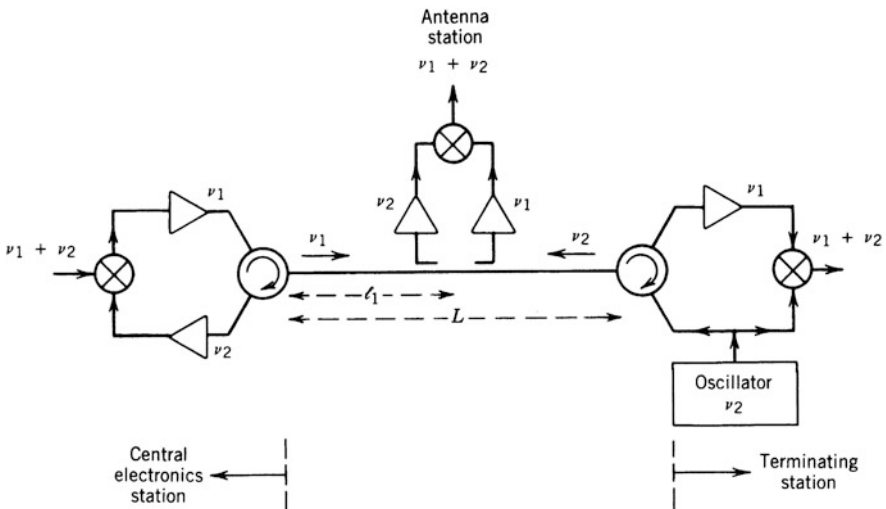 Antenna
station
ν1 + ν2
ν2
ν1
ν1
ν1
ν1 + ν2
ν1
ν2
ν1 + ν2
ℓ1
ν2
L
Oscillator
ν2
Central
electronics
station
Terminating
station